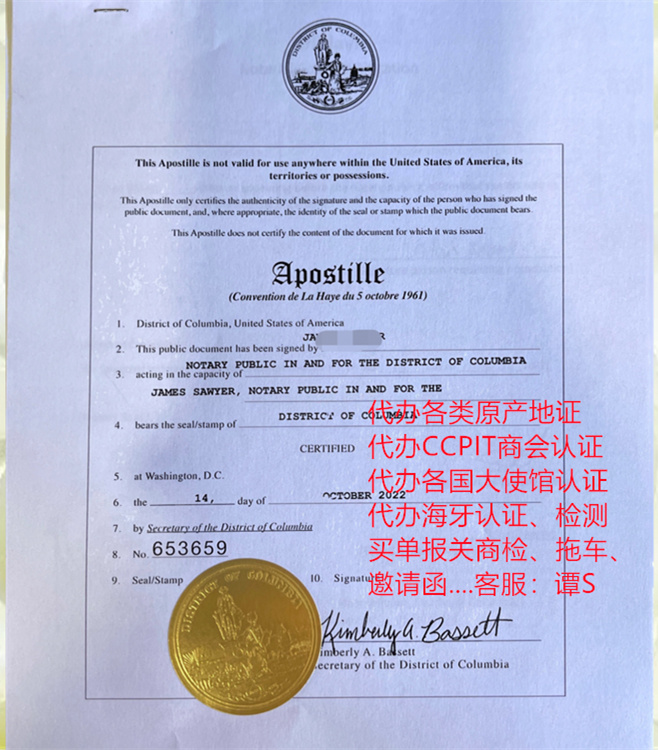 DISTRICT OF COLUMBIA
This Apostille is not valid for use anywhere within the United States of America, its
territories or possessions.
This Apostille only certifies the authenticity of the signature and the capacity of the person who has signed the
public document, and, where appropriate, the identity of the seal or stamp which the public document bears.
This Apostille does not certify the content of the document for which it was issued.
Apostille
(Convention de La Haye du 5 octobre 1961)
1. District of Columbia, United States of America
2. This public document has been signed by JA R
3. acting in the capacity of NOTARY PUBLIC IN AND FOR THE DISTRICT OF COLUMBIA
JAMES SAWYER, NOTARY PUBLIC IN AND FOR THE
4. bears the seal/stamp of DISTRICT OF COLUMBIA
CERTIFIED
5. at Washington, D.C.
6. the 14, day of OCTOBER 2022
7. by Secretary of the District of Columbia
8. No. 653659
9. Seal/Stamp
10. Signatu
DISTRICT OF COLUMBIA
Kimberly A. Bassett
imberly A. Bassett
ecretary of the District of Columbia
代办各类原产地证
代办CCPIT商会认证
代办各国大使馆认证
代办海牙认证、检测
买单报关商检、拖车、
邀请函....客服：谭S